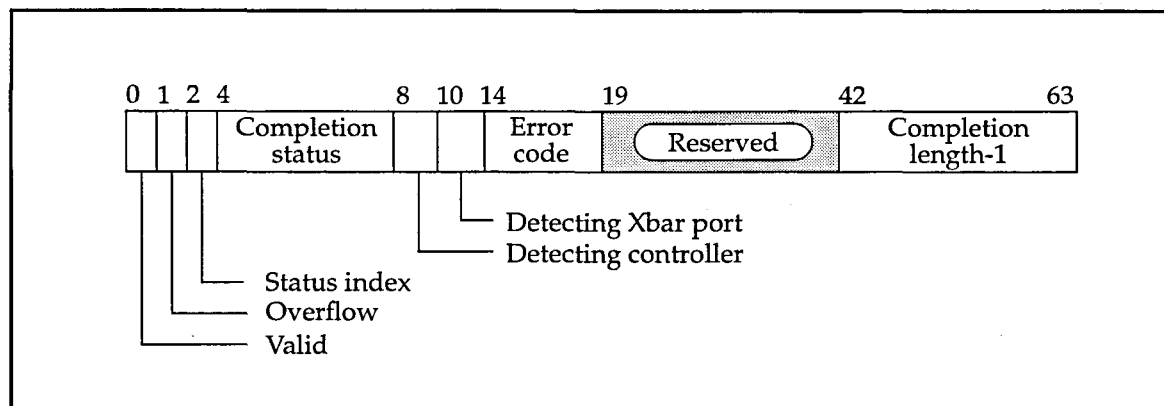 0 1 2 4 8 10 14 19 42 63
Completion status
Error code
Reserved
Completion length-1
Detecting Xbar port
Detecting controller
Status index
Overflow
Valid